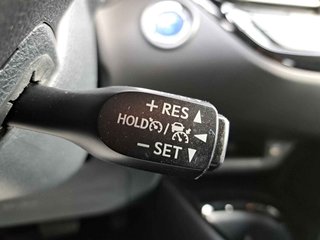 + RES ▲
HOLD / ◀
− SET ▼